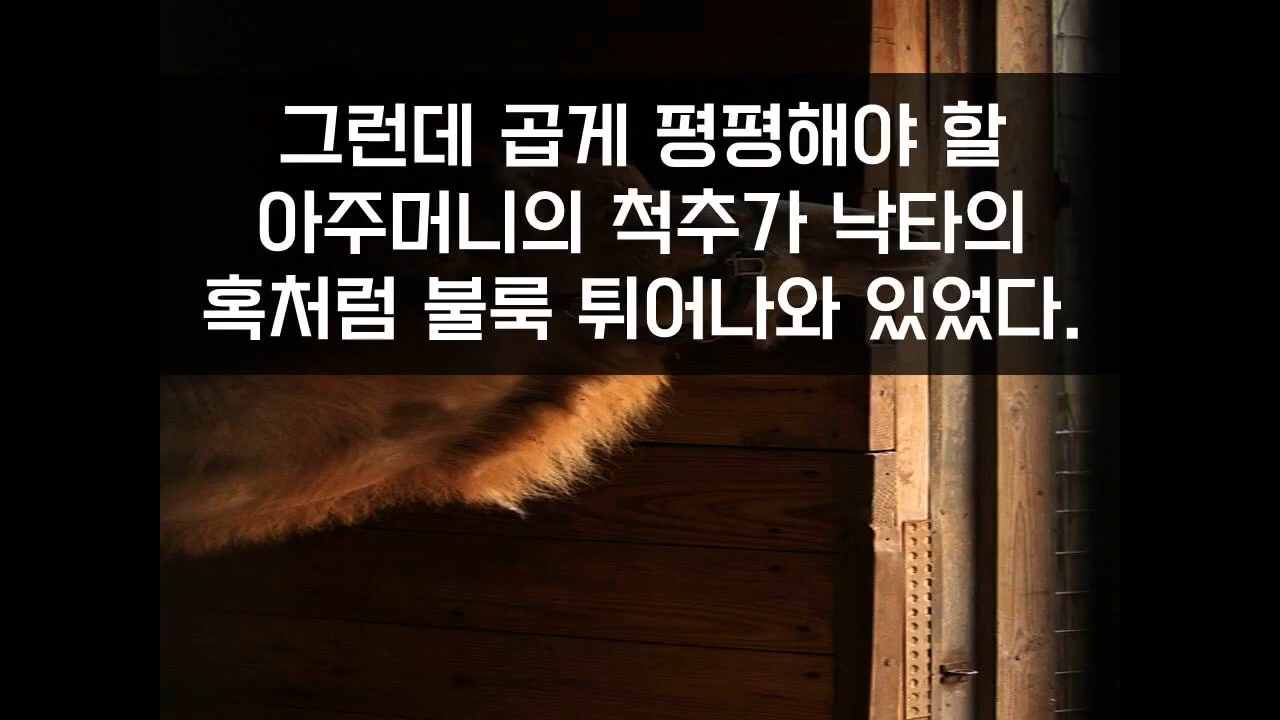 그런데 곱게 평평해야 할
아주머니의 척추가 낙타의
혹처럼 불룩 튀어나와 있었다.